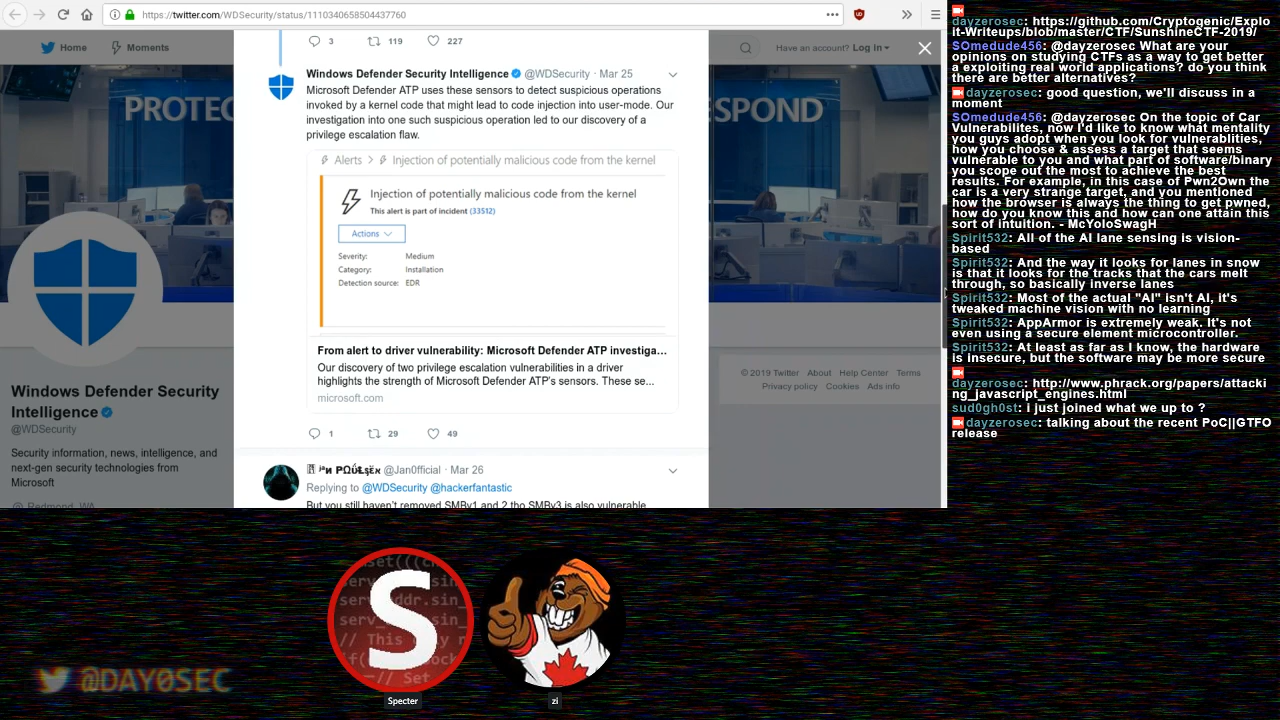 https://twitter.com/WDSecurity/status/1110340658504437760
Home
Moments
Have an account? Log in
3 119 227
Windows Defender Security Intelligence @WDSecurity · Mar 25
Microsoft Defender ATP uses these sensors to detect suspicious operations
invoked by a kernel code that might lead to code injection into user-mode. Our
investigation into one such suspicious operation led to our discovery of a
privilege escalation flaw.
Alerts > Injection of potentially malicious code from the kernel
Injection of potentially malicious code from the kernel
This alert is part of incident (33512)
Actions
Severity: Medium
Category: Installation
Detection source: EDR
From alert to driver vulnerability: Microsoft Defender ATP investiga...
Our discovery of two privilege escalation vulnerabilities in a driver
highlights the strength of Microsoft Defender ATP's sensors. These se...
microsoft.com
1 29 49
@Jan0fficial · Mar 26
Replying to @WDSecurity @hackerfantastic
But you still haven't removed SMBv1 and 2 tho SMBv3 is also vulnerable
PROTEC
SPOND
Windows Defender Security
Intelligence
@WDSecurity
Security information, news, intelligence, and
next-gen security technologies from
Microsoft
Redmond, WA
© 2019 Twitter About Help Center Terms
Privacy policy Cookies Ads info
dayzerosec: https://github.com/Cryptogenic/Explo
it-Writeups/blob/master/CTF/SunshineCTF-2019/
SOmedude456: @dayzerosec What are your
opinions on studying CTFs as a way to get better
a exploiting real world applications? do you think
there are better alternatives?
dayzerosec: good question, we'll discuss in a
moment
SOmedude456: @dayzerosec On the topic of Car
Vulnerabilites, now I'd like to know what mentality
you guys adopt when you look for vulnerablities,
how you choose & assess a target that seems
vulnerable to you and what part of software/binary
you scope out the most to achieve the best
results. For example, in this case of Pwn2Own the
car is a very strange target, and you mentioned
how the browser is always the thing to get pwned,
how do you know this and how can one attain this
sort of intuition. - McYoloSwagH
Spirit532: All of the AI lane sensing is vision-
based
Spirit532: And the way it looks for lanes in snow
is that it looks for the tracks that the cars melt
through, so basically inverse lanes
Spirit532: Most of the actual "AI" isn't AI, it's
tweaked machine vision with no learning
Spirit532: AppArmor is extremely weak. It's not
even using a secure element microcontroller.
Spirit532: At least as far as I know, the hardware
is insecure, but the software may be more secure
dayzerosec: http://www.phrack.org/papers/attacki
ng_javascript_engines.html
sud0gh0st: i just joined what we up to ?
dayzerosec: talking about the recent PoC||GTFO
release
S
Specter
zi
@DAY0SEC